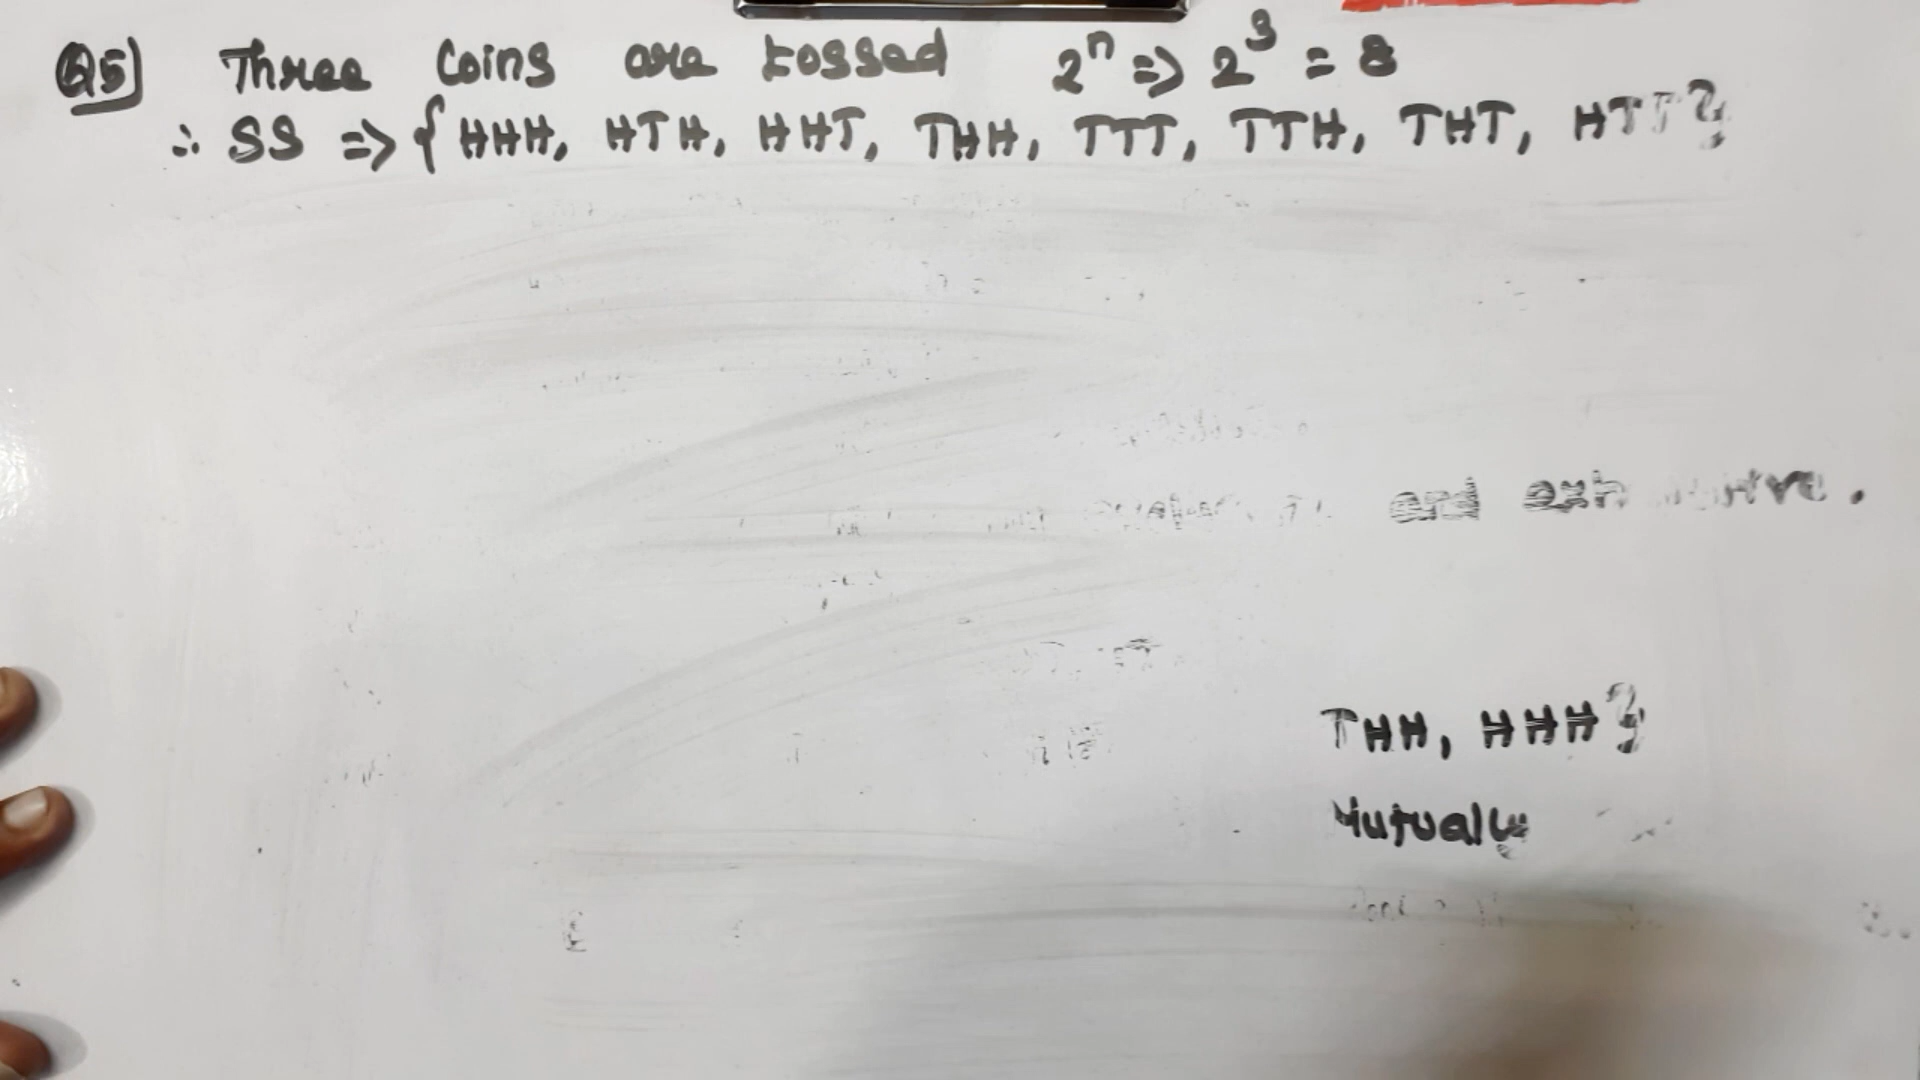 Q5) Three Coins are tossed 2ⁿ => 2³ = 8
∴ SS => { HHH, HTH, HHT, THH, TTT, TTH, THT, HTT }
and
THH, HHH }
Mutually